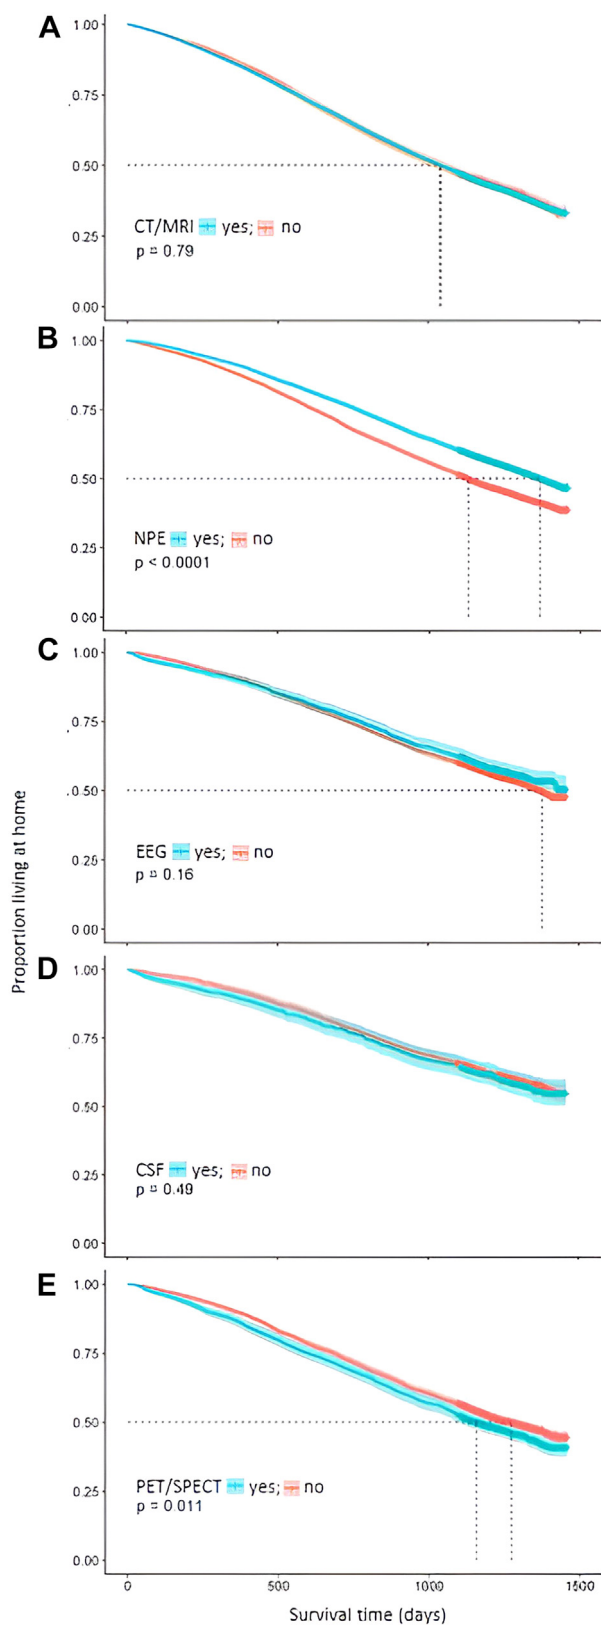 A
1.00
0.75
0.50
0.25
0.00
CT/MRI yes; no
p = 0.79
B
1.00
0.75
0.50
0.25
0.00
NPE yes; no
p < 0.0001
C
1.00
0.75
0.50
0.25
0.00
EEG yes; no
p = 0.16
D
1.00
0.75
0.50
0.25
0.00
CSF yes; no
p = 0.49
E
1.00
0.75
0.50
0.25
0.00
PET/SPECT yes; no
p = 0.011
Proportion living at home
0 500 1000 1500
Survival time (days)